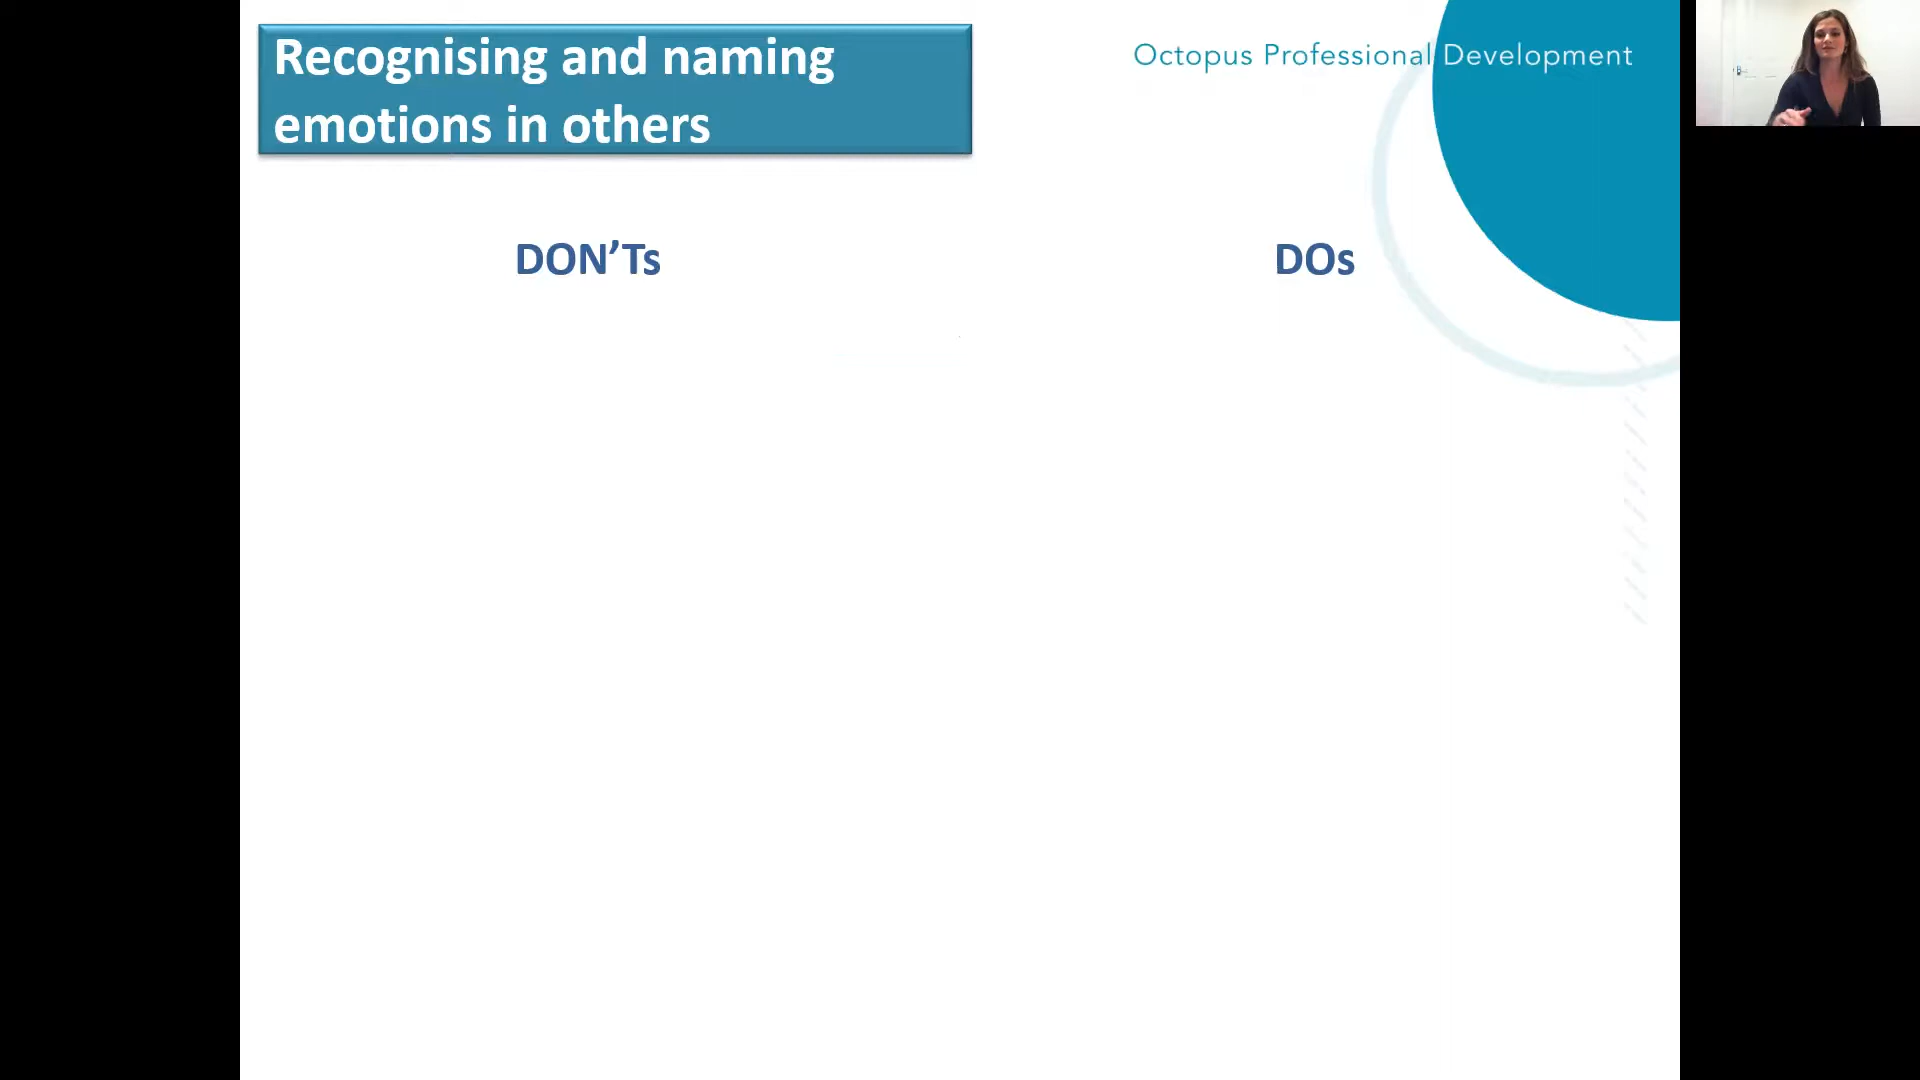 Recognising and naming
emotions in others
Octopus Professional Development
DON’Ts
DOs